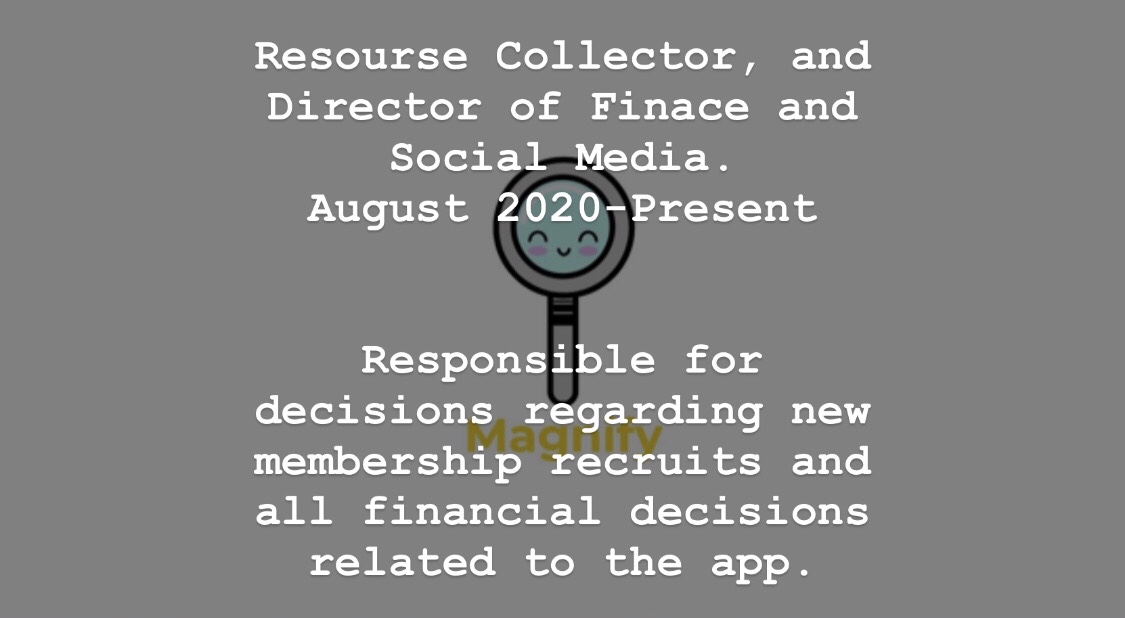 Resourse Collector, and
Director of Finace and
Social Media.
August 2020-Present
Responsible for
decisions regarding new
Magnify
membership recruits and
all financial decisions
related to the app.